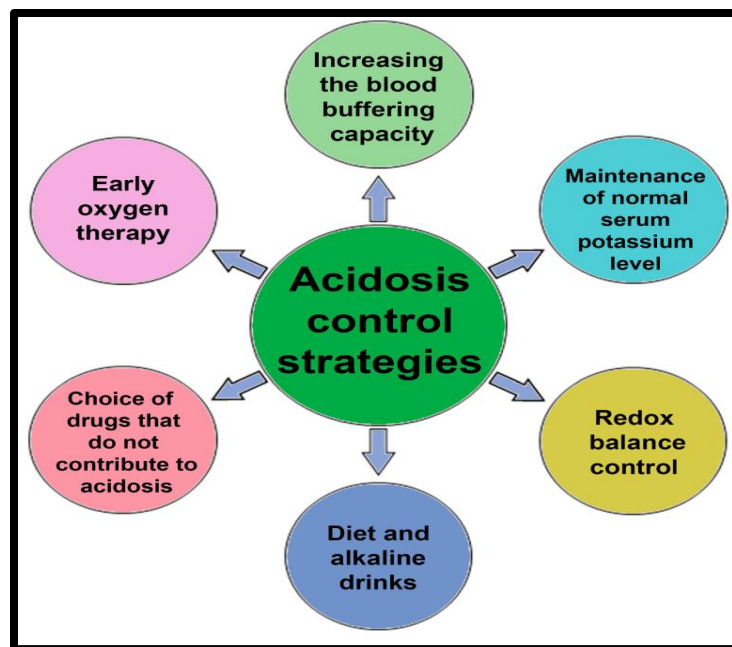 Increasing
the blood
buffering
capacity
Early
oxygen
therapy
Maintenance
of normal
serum
potassium
level
Acidosis
control
strategies
Choice of
drugs that
do not
contribute to
acidosis
Redox
balance
control
Diet and
alkaline
drinks